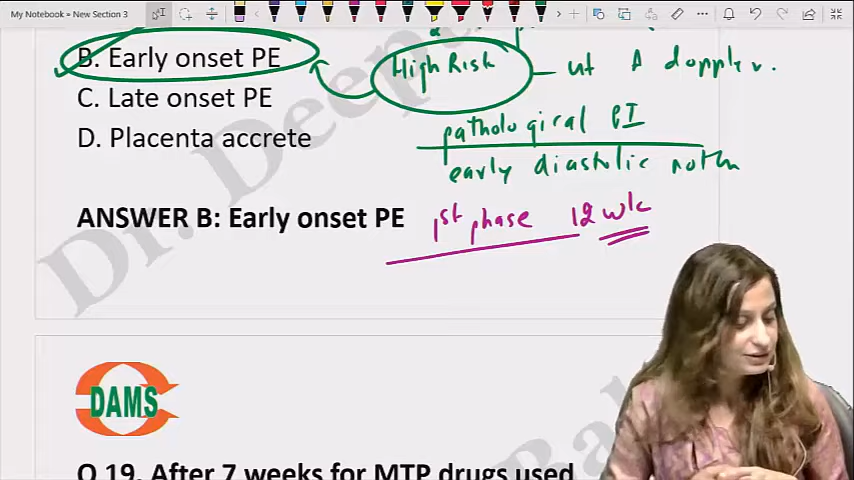 My Notebook » New Section 3
B. Early onset PE
High Risk
ut A doppler.
C. Late onset PE
pathological PI
D. Placenta accrete
early diastolic notch
ANSWER B: Early onset PE
1st phase 12 wk
DAMS
Q 19. After 7 weeks for MTP drugs used